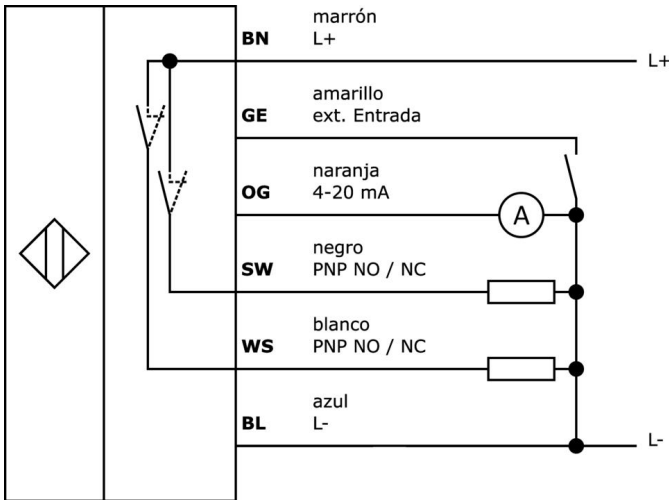 marrón
BN L+
L+
amarillo
GE ext. Entrada
naranja
OG 4-20 mA
A
negro
SW PNP NO / NC
blanco
WS PNP NO / NC
azul
BL L-
L-